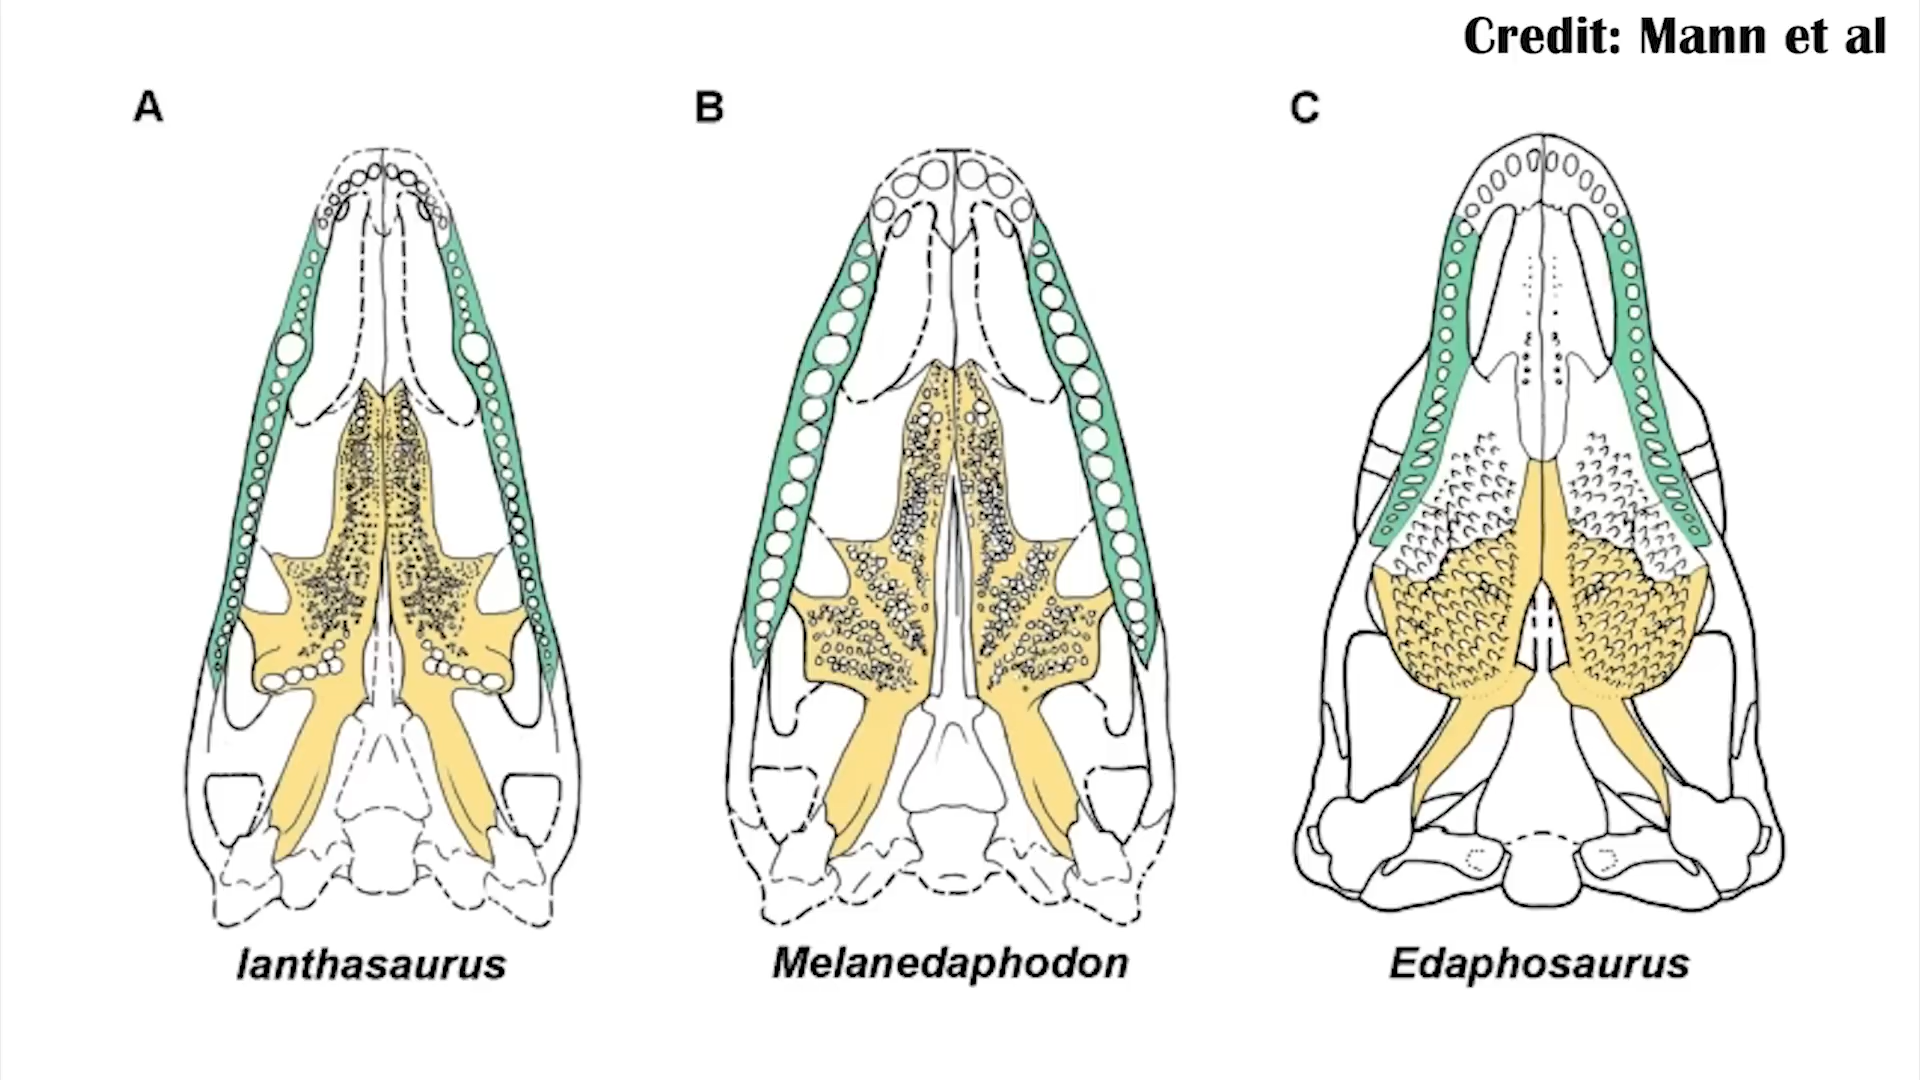 Credit: Mann et al
A
B
C
Ianthasaurus
Melanedaphodon
Edaphosaurus